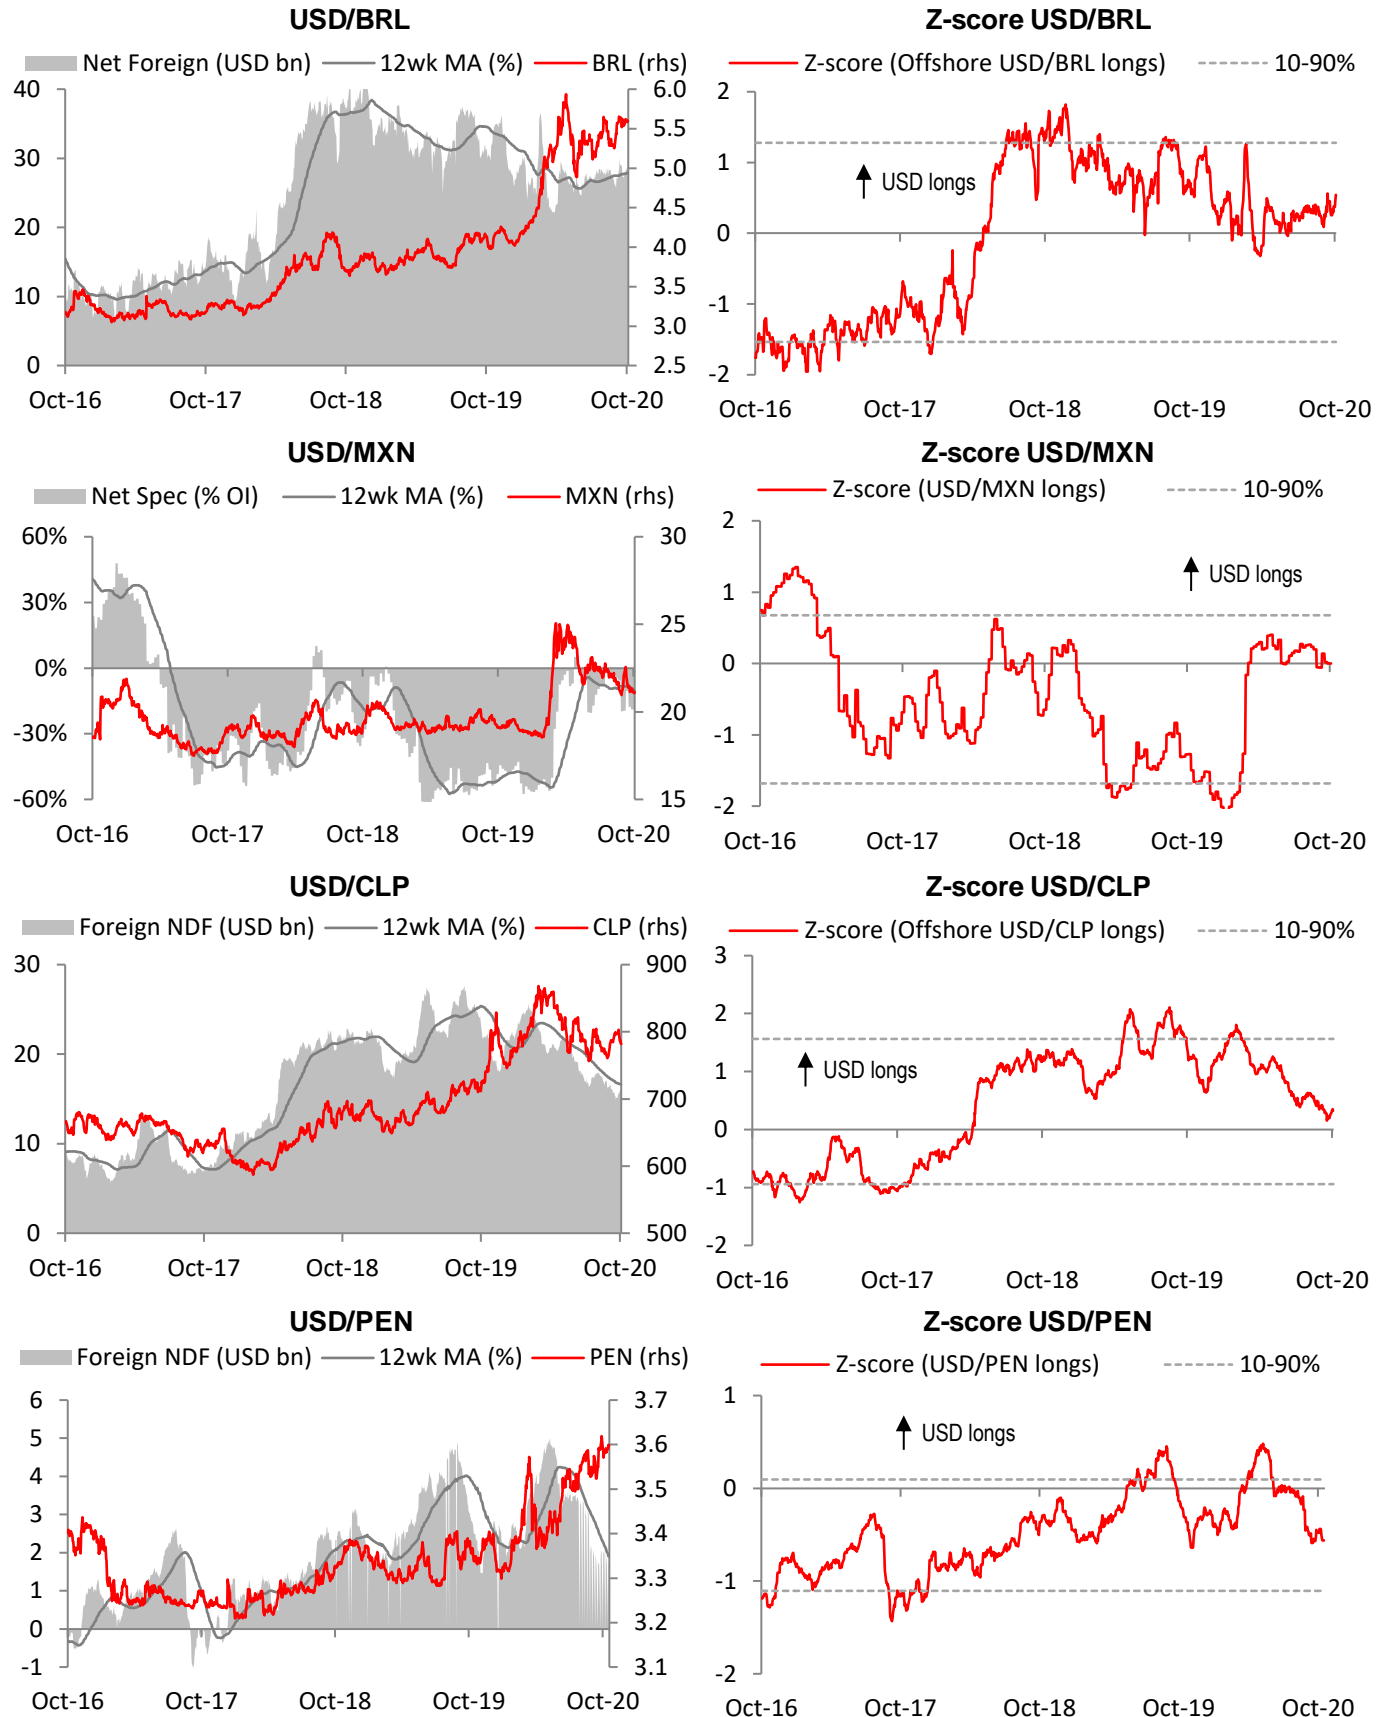 USD/BRL
Net Foreign (USD bn) 12wk MA (%) BRL (rhs)
40 6.0
5.5
30 5.0
4.5
20 4.0
3.5
10 3.0
0 2.5
Oct-16 Oct-17 Oct-18 Oct-19 Oct-20
Z-score USD/BRL
Z-score (Offshore USD/BRL longs) 10-90%
2
1
USD longs
0
-1
-2
Oct-16 Oct-17 Oct-18 Oct-19 Oct-20
USD/MXN
Net Spec (% OI) 12wk MA (%) MXN (rhs)
60% 30
30% 25
0%
-30% 20
-60% 15
Oct-16 Oct-17 Oct-18 Oct-19 Oct-20
Z-score USD/MXN
Z-score (USD/MXN longs) 10-90%
2
USD longs
1
0
-1
-2
Oct-16 Oct-17 Oct-18 Oct-19 Oct-20
USD/CLP
Foreign NDF (USD bn) 12wk MA (%) CLP (rhs)
30 900
800
20
700
10 600
0 500
Oct-16 Oct-17 Oct-18 Oct-19 Oct-20
Z-score USD/CLP
Z-score (Offshore USD/CLP longs) 10-90%
3
2
1 USD longs
0
-1
-2
Oct-16 Oct-17 Oct-18 Oct-19 Oct-20
USD/PEN
Foreign NDF (USD bn) 12wk MA (%) PEN (rhs)
6 3.7
5 3.6
4 3.5
3 3.4
2
1 3.3
0 3.2
-1 3.1
Oct-16 Oct-17 Oct-18 Oct-19 Oct-20
Z-score USD/PEN
Z-score (USD/PEN longs) 10-90%
1
USD longs
0
-1
-2
Oct-16 Oct-17 Oct-18 Oct-19 Oct-20